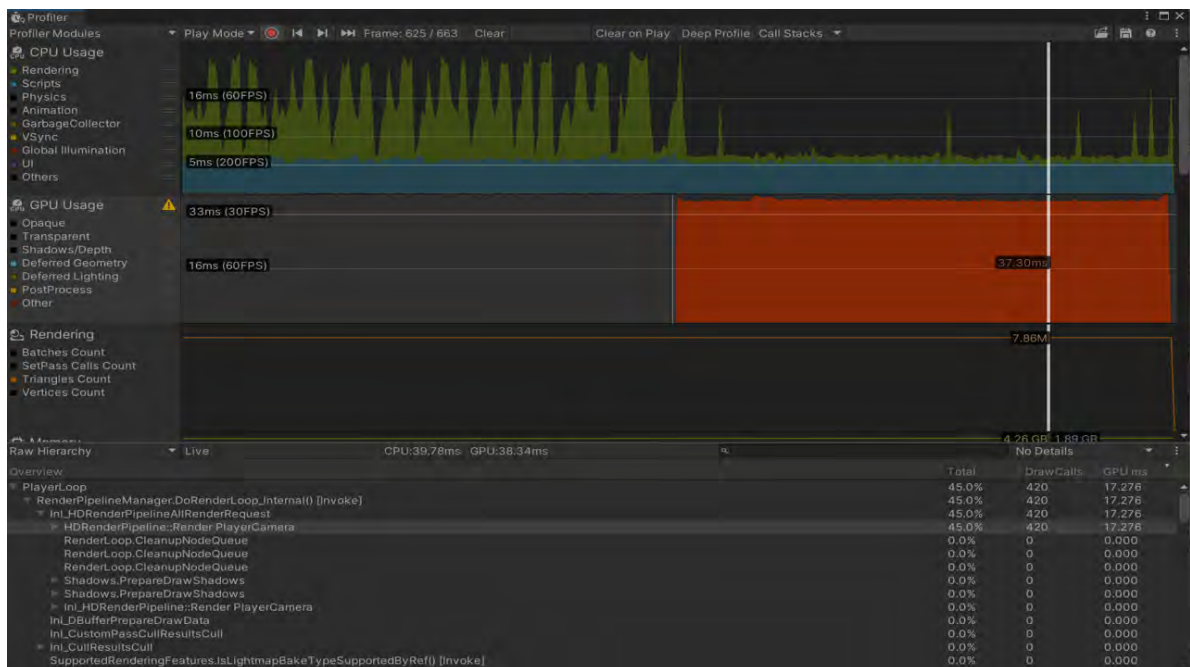 Profiler
Profiler Modules Play Mode Frame: 625 / 663 Clear Clear on Play Deep Profile Call Stacks
CPU Usage
Rendering
Scripts
Physics
Animation
GarbageCollector
VSync
Global Illumination
UI
Others
16ms (60FPS)
10ms (100FPS)
5ms (200FPS)
GPU Usage
Opaque
Transparent
Shadows/Depth
Deferred Geometry
Deferred Lighting
PostProcess
Other
33ms (30FPS)
16ms (60FPS)
37.30ms
Rendering
Batches Count
SetPass Calls Count
Triangles Count
Vertices Count
7.86M
Memory
4.26 GB 1.89 GB
Raw Hierarchy Live CPU:39.78ms GPU:38.34ms No Details
Overview Total DrawCalls GPU ms
PlayerLoop 45.0% 420 17.276
RenderPipelineManager.DoRenderLoop_Internal() [Invoke] 45.0% 420 17.276
Inl_HDRenderPipelineAllRenderRequest 45.0% 420 17.276
HDRenderPipeline::Render PlayerCamera 45.0% 420 17.276
RenderLoop.CleanupNodeQueue 0.0% 0 0.000
RenderLoop.CleanupNodeQueue 0.0% 0 0.000
RenderLoop.CleanupNodeQueue 0.0% 0 0.000
Shadows.PrepareDrawShadows 0.0% 0 0.000
Shadows.PrepareDrawShadows 0.0% 0 0.000
Inl_HDRenderPipeline::Render PlayerCamera 0.0% 0 0.000
Inl_DBufferPrepareDrawData 0.0% 0 0.000
Inl_CustomPassCullResultsCull 0.0% 0 0.000
Inl_CullResultsCull 0.0% 0 0.000
SupportedRenderingFeatures.IsLightmapBakeTypeSupportedByRef() [Invoke] 0.0% 0 0.000